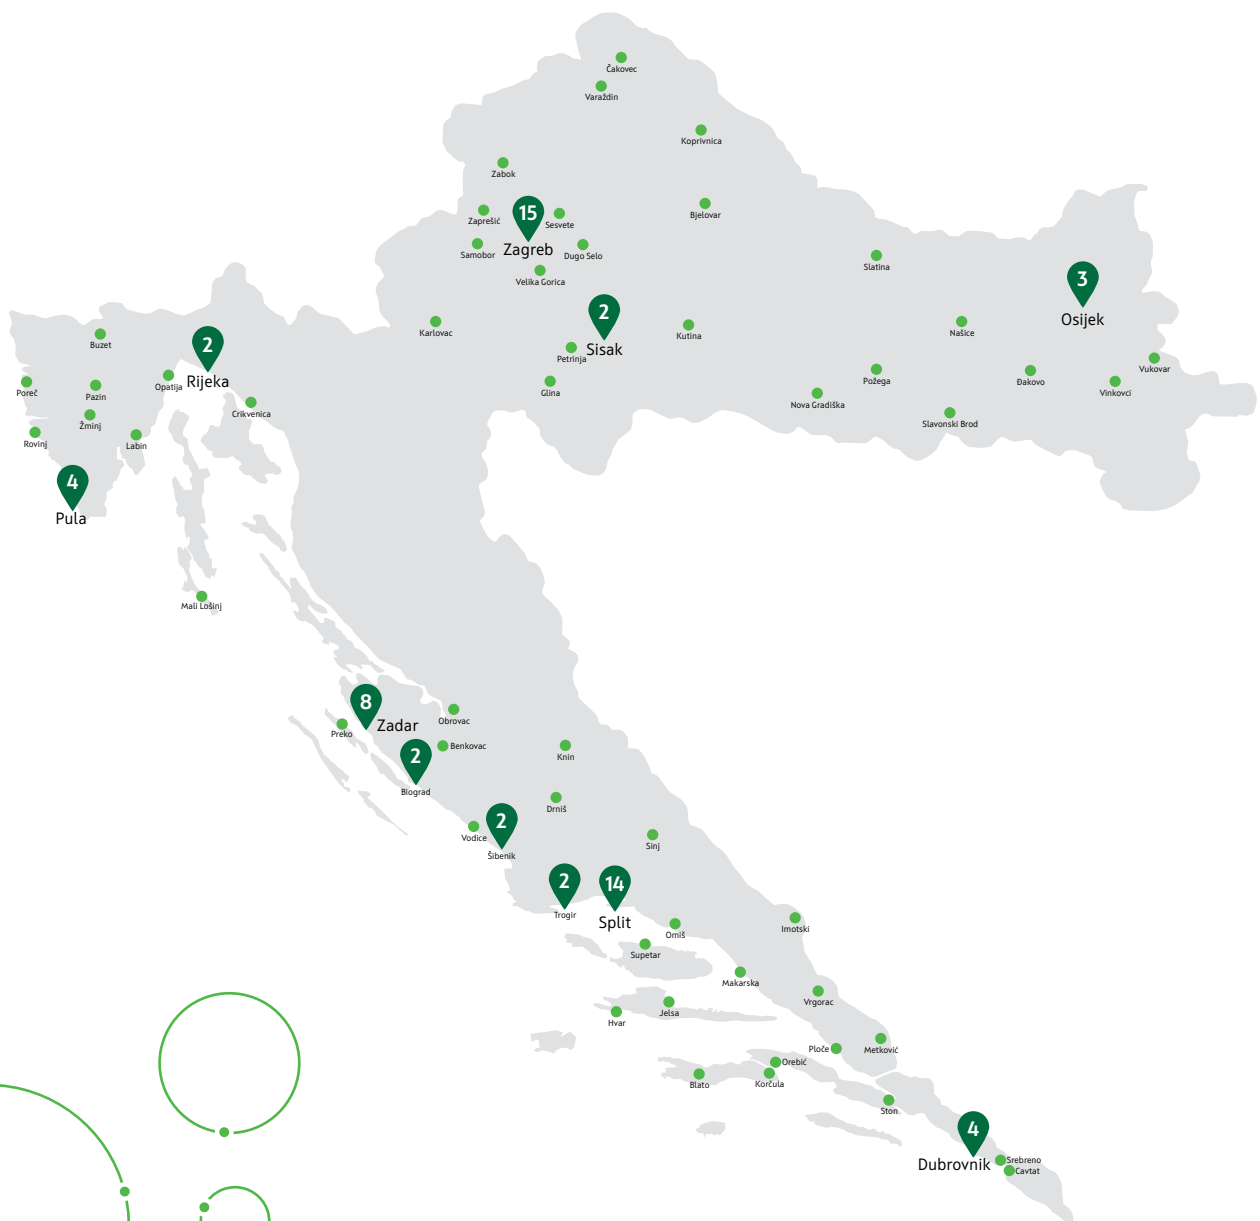 Čakovec
Varaždin
Koprivnica
Zabok
Zaprešić
15
Zagreb
Sesvete
Bjelovar
Samobor
Dugo Selo
Velika Gorica
Slatina
3
Osijek
2
Sisak
Karlovac
Kutina
Našice
Petrinja
Glina
Buzet
2
Rijeka
Opatija
Poreč
Pazin
Žminj
Crikvenica
Rovinj
Labin
4
Pula
Požega
Nova Gradiška
Slavonski Brod
Đakovo
Vinkovci
Vukovar
Mali Lošinj
8
Zadar
Preko
Obrovac
Benkovac
2
Biograd
Knin
Drniš
Vodice
2
Šibenik
Sinj
2
Trogir
14
Split
Omiš
Imotski
Supetar
Makarska
Vrgorac
Hvar
Jelsa
Ploče
Metković
Orebić
Blato
Korčula
Ston
4
Dubrovnik
Srebreno
Cavtat